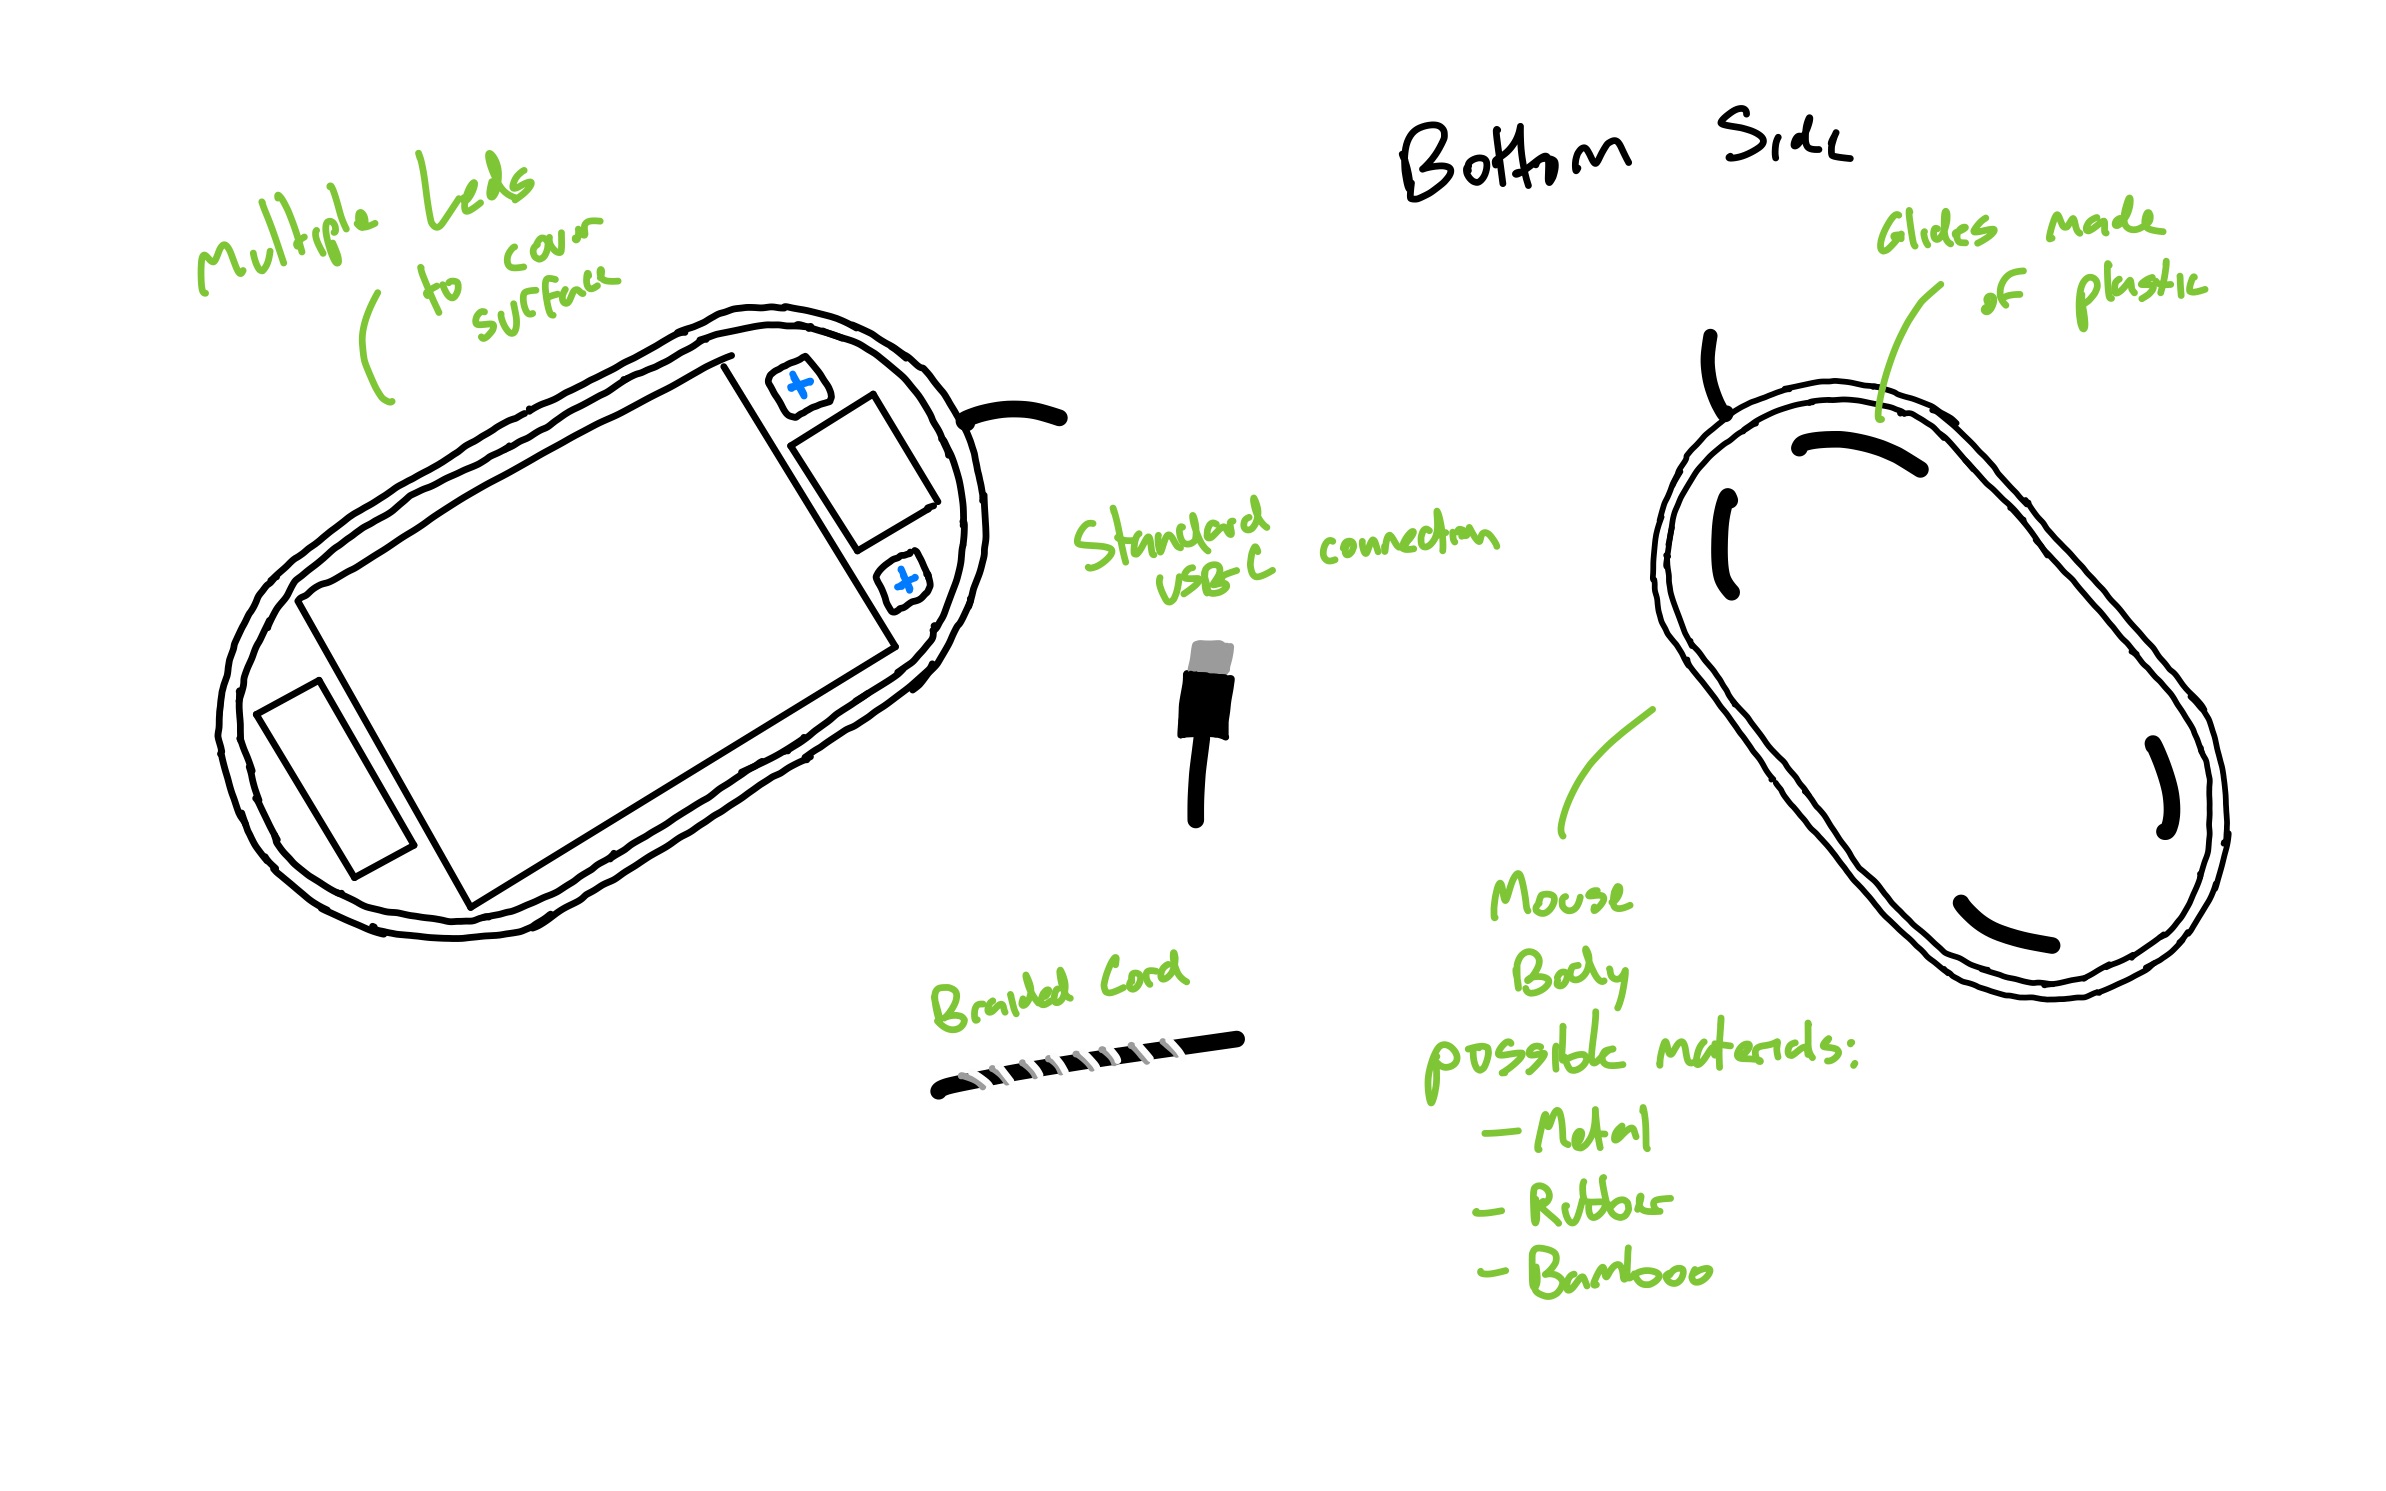 Bottom Side
Multiple Leds
to cover
surface
Glides made
of plastic
Standard
USB C connection
Braided Cord
Mouse
Body
possible materials:
- Metal
- Rubber
- Bamboo